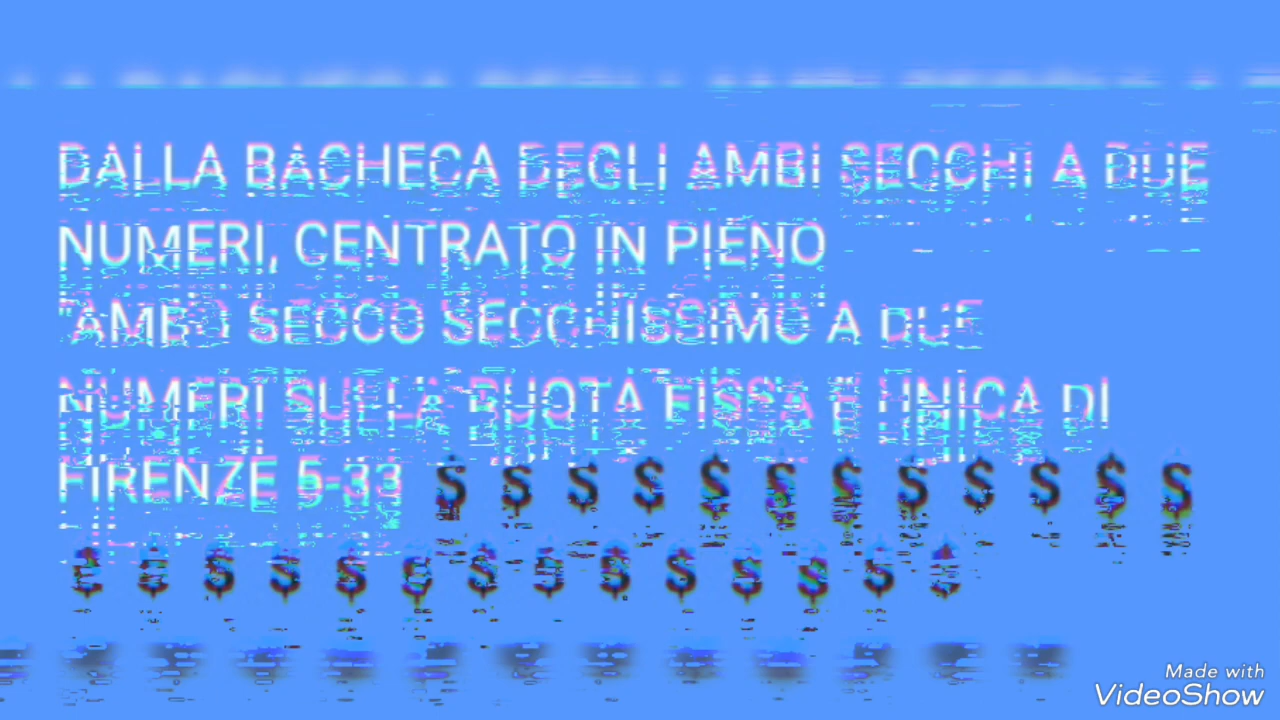 DALLA BACHECA DEGLI AMBI SECCHI A DUE
NUMERI, CENTRATO IN PIENO
"AMBO SECCO SECCHISSIMO A DUE
NUMERI SULLA RUOTA FISSA E UNICA DI
FIRENZE 5-33 $ $ $ $ $ $ $ $ $ $ $ $
$ $ $ $ $ $ $ $ $ $ $ $ $ $
Made with
VideoShow